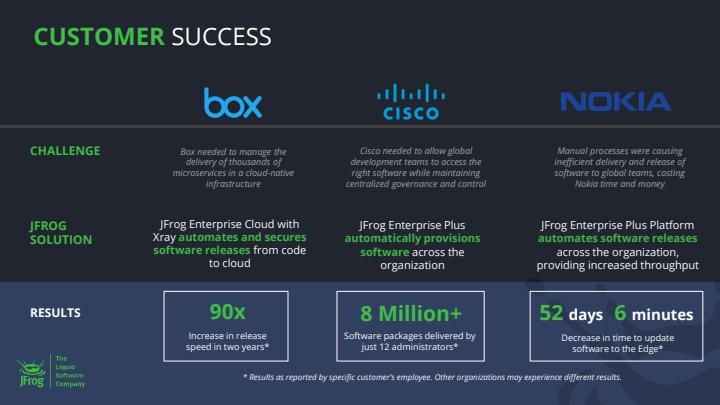 CUSTOMER SUCCESS
box
CISCO
NOKIA
CHALLENGE
Box needed to manage the
delivery of thousands of
microservices in a cloud-native
infrastructure
Cisco needed to allow global
development teams to access the
right software while maintaining
centralized governance and control
Manual processes were causing
inefficient delivery and release of
software to global teams, costing
Nokia time and money
JFROG
SOLUTION
JFrog Enterprise Cloud with
Xray automates and secures
software releases from code
to cloud
JFrog Enterprise Plus
automatically provisions
software across the
organization
JFrog Enterprise Plus Platform
automates software releases
across the organization,
providing increased throughput
RESULTS
90x
Increase in release
speed in two years*
8 Million+
Software packages delivered by
just 12 administrators*
52 days 6 minutes
Decrease in time to update
software to the Edge*
JFrog
The
Liquid
Software
Company
* Results as reported by specific customer's employee. Other organizations may experience different results.